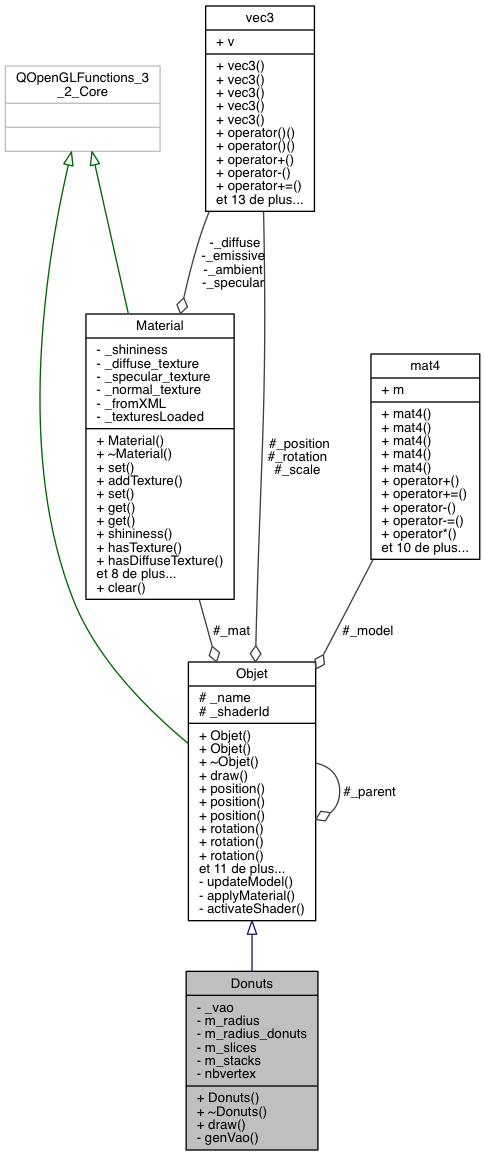 vec3
+ v
+ vec3()
+ vec3()
+ vec3()
+ vec3()
+ vec3()
+ operator()()
+ operator()()
+ operator+()
+ operator-()
+ operator+=()
et 13 de plus...
QOpenGLFunctions_3
_2_Core
-_diffuse
-_emissive
-_ambient
-_specular
Material
- _shininess
- _diffuse_texture
- _specular_texture
- _normal_texture
- _fromXML
- _texturesLoaded
+ Material()
+ ~Material()
+ set()
+ addTexture()
+ set()
+ get()
+ get()
+ shininess()
+ hasTexture()
+ hasDiffuseTexture()
et 8 de plus...
+ clear()
#_position
#_rotation
#_scale
mat4
+ m
+ mat4()
+ mat4()
+ mat4()
+ mat4()
+ mat4()
+ operator+()
+ operator+=()
+ operator-()
+ operator-=()
+ operator*()
et 10 de plus...
#_mat
#_model
Objet
# _name
# _shaderId
+ Objet()
+ Objet()
+ ~Objet()
+ draw()
+ position()
+ position()
+ position()
+ rotation()
+ rotation()
+ rotation()
et 11 de plus...
- updateModel()
- applyMaterial()
- activateShader()
#_parent
Donuts
- _vao
- m_radius
- m_radius_donuts
- m_slices
- m_stacks
- nbvertex
+ Donuts()
+ ~Donuts()
+ draw()
- genVao()